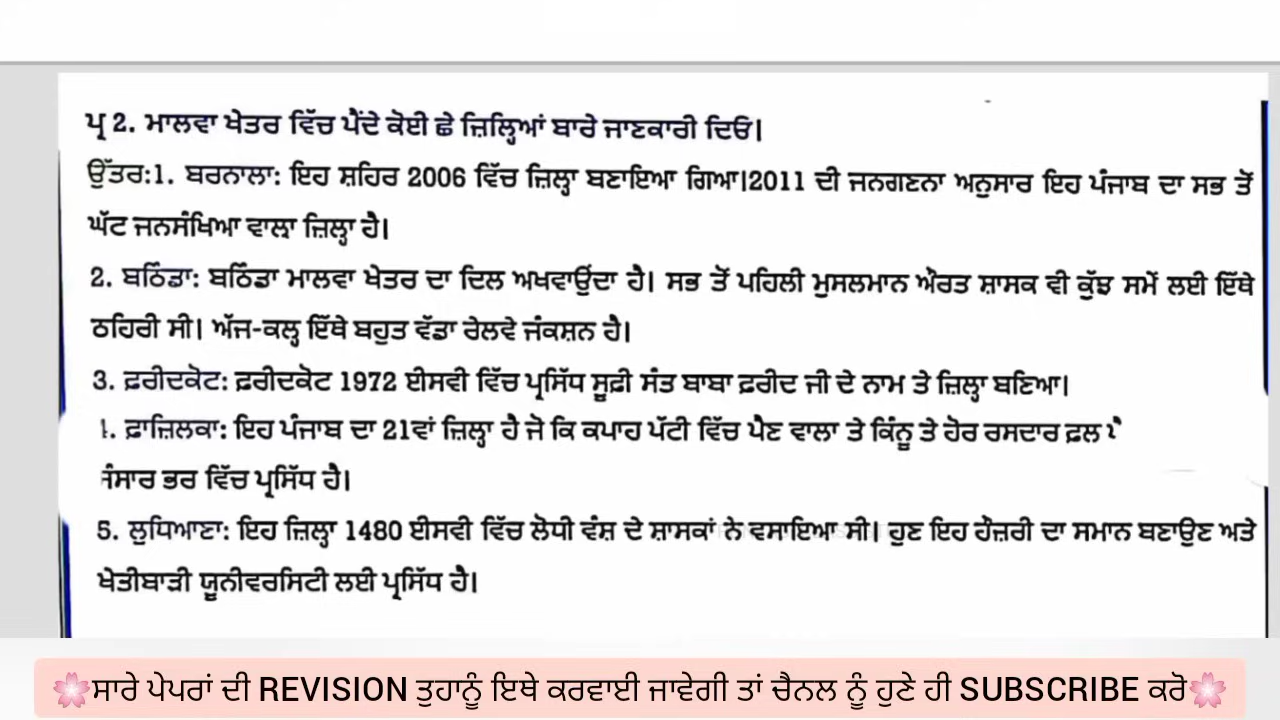 ਪ੍ਰ 2. ਮਾਲਵਾ ਖੇਤਰ ਵਿੱਚ ਪੈਂਦੇ ਕੋਈ ਛੇ ਜ਼ਿਲ੍ਹਿਆਂ ਬਾਰੇ ਜਾਣਕਾਰੀ ਦਿਓ।
ਉੱਤਰ:1. ਬਰਨਾਲਾ: ਇਹ ਸ਼ਹਿਰ 2006 ਵਿੱਚ ਜ਼ਿਲ੍ਹਾ ਬਣਾਇਆ ਗਿਆ।2011 ਦੀ ਜਨਗਣਨਾ ਅਨੁਸਾਰ ਇਹ ਪੰਜਾਬ ਦਾ ਸਭ ਤੋਂ
ਘੱਟ ਜਨਸੰਖਿਆ ਵਾਲ਼ਾ ਜ਼ਿਲ੍ਹਾ ਹੈ।
2. ਬਠਿੰਡਾ: ਬਠਿੰਡਾ ਮਾਲਵਾ ਖੇਤਰ ਦਾ ਦਿਲ ਅਖਵਾਉਂਦਾ ਹੈ। ਸਭ ਤੋਂ ਪਹਿਲੀ ਮੁਸਲਮਾਨ ਔਰਤ ਸ਼ਾਸਕ ਵੀ ਕੁੱਝ ਸਮੇਂ ਲਈ ਇੱਥੇ
ਠਹਿਰੀ ਸੀ। ਅੱਜ-ਕਲ੍ਹ ਇੱਥੇ ਬਹੁਤ ਵੱਡਾ ਰੇਲਵੇ ਜੰਕਸ਼ਨ ਹੈ।
3. ਫ਼ਰੀਦਕੋਟ: ਫ਼ਰੀਦਕੋਟ 1972 ਈਸਵੀ ਵਿੱਚ ਪ੍ਰਸਿੱਧ ਸੂਫ਼ੀ ਸੰਤ ਬਾਬਾ ਫ਼ਰੀਦ ਜੀ ਦੇ ਨਾਮ ਤੇ ਜ਼ਿਲ੍ਹਾ ਬਣਿਆ।
ਫ਼ਾਜ਼ਿਲਕਾ: ਇਹ ਪੰਜਾਬ ਦਾ 21ਵਾਂ ਜ਼ਿਲ੍ਹਾ ਹੈ ਜੋ ਕਿ ਕਪਾਹ ਪੱਟੀ ਵਿੱਚ ਪੈਣ ਵਾਲਾ ਤੇ ਕਿੰਨੂ ਤੇ ਹੋਰ ਰਸਦਾਰ ਫ਼ਲ
ਸੰਸਾਰ ਭਰ ਵਿੱਚ ਪ੍ਰਸਿੱਧ ਹੈ।
5. ਲੁਧਿਆਣਾ: ਇਹ ਜ਼ਿਲ੍ਹਾ 1480 ਈਸਵੀ ਵਿੱਚ ਲੋਧੀ ਵੰਸ਼ ਦੇ ਸ਼ਾਸਕਾਂ ਨੇ ਵਸਾਇਆ ਸੀ। ਹੁਣ ਇਹ ਹੌਜ਼ਰੀ ਦਾ ਸਮਾਨ ਬਣਾਉਣ ਅਤੇ
ਖੇਤੀਬਾੜੀ ਯੂਨੀਵਰਸਿਟੀ ਲਈ ਪ੍ਰਸਿੱਧ ਹੈ।
🌸ਸਾਰੇ ਪੇਪਰਾਂ ਦੀ REVISION ਤੁਹਾਨੂੰ ਇਥੇ ਕਰਵਾਈ ਜਾਵੇਗੀ ਤਾਂ ਚੈਨਲ ਨੂੰ ਹੁਣੇ ਹੀ SUBSCRIBE ਕਰੋ🌸